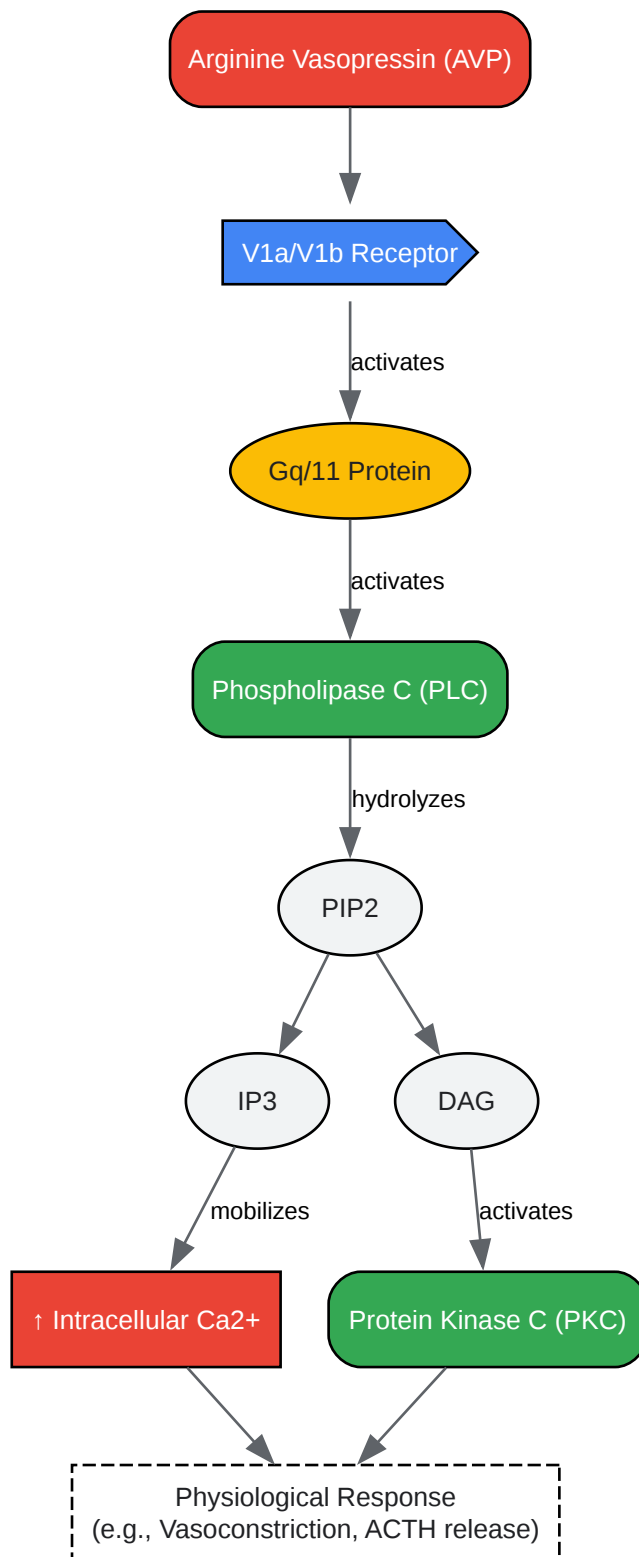 Arginine Vasopressin (AVP)
V1a/V1b Receptor
activates
Gq/11 Protein
activates
Phospholipase C (PLC)
hydrolyzes
PIP2
IP3
DAG
mobilizes
activates
↑ Intracellular Ca2+
Protein Kinase C (PKC)
Physiological Response
(e.g., Vasoconstriction, ACTH release)